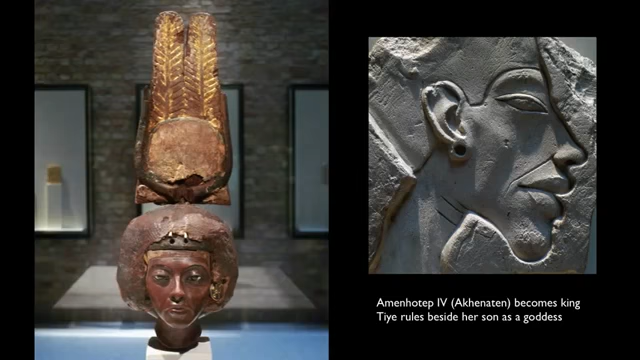 Amenhotep IV (Akhenaten) becomes king
Tiye rules beside her son as a goddess